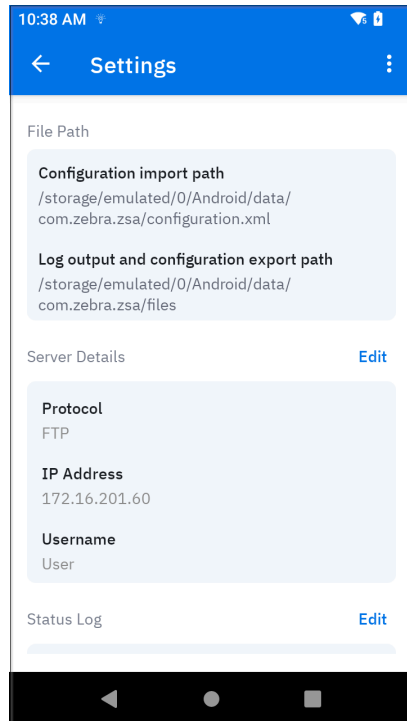 10:38 AM
Settings
File Path
Configuration import path
/storage/emulated/0/Android/data/
com.zebra.zsa/configuration.xml
Log output and configuration export path
/storage/emulated/0/Android/data/
com.zebra.zsa/files
Server Details Edit
Protocol
FTP
IP Address
172.16.201.60
Username
User
Status Log Edit